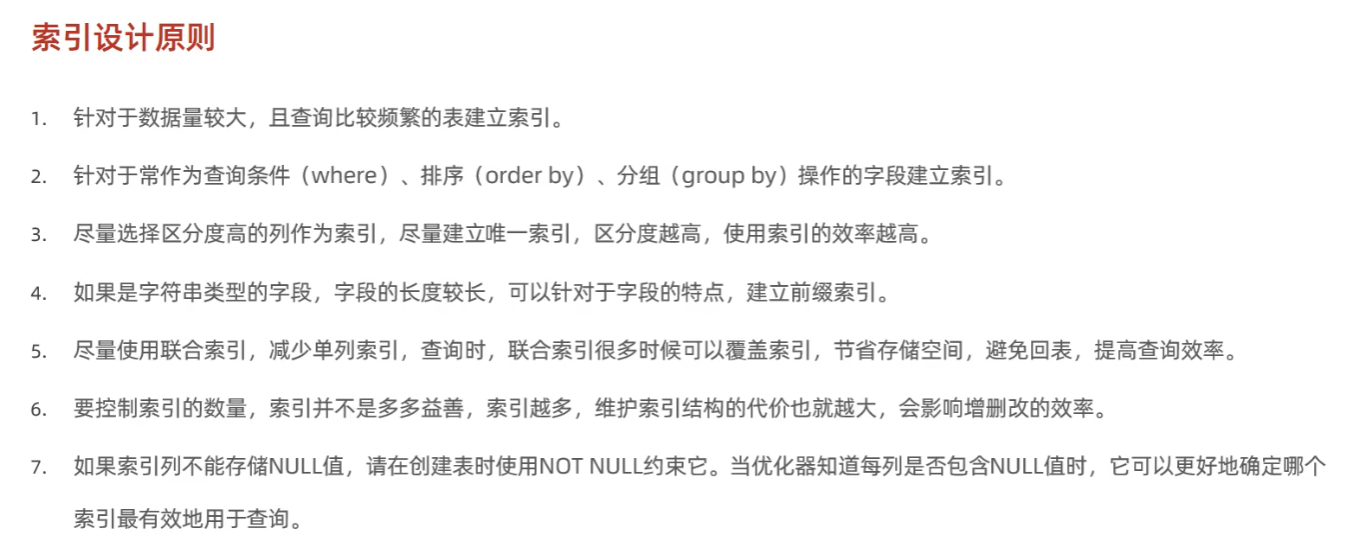 索引设计原则
1. 针对于数据量较大，且查询比较频繁的表建立索引。
2. 针对于常作为查询条件（where）、排序（order by）、分组（group by）操作的字段建立索引。
3. 尽量选择区分度高的列作为索引，尽量建立唯一索引，区分度越高，使用索引的效率越高。
4. 如果是字符串类型的字段，字段的长度较长，可以针对于字段的特点，建立前缀索引。
5. 尽量使用联合索引，减少单列索引，查询时，联合索引很多时候可以覆盖索引，节省存储空间，避免回表，提高查询效率。
6. 要控制索引的数量，索引并不是多多益善，索引越多，维护索引结构的代价也就越大，会影响增删改的效率。
7. 如果索引列不能存储NULL值，请在创建表时使用NOT NULL约束它。当优化器知道每列是否包含NULL值时，它可以更好地确定哪个
索引最有效地用于查询。